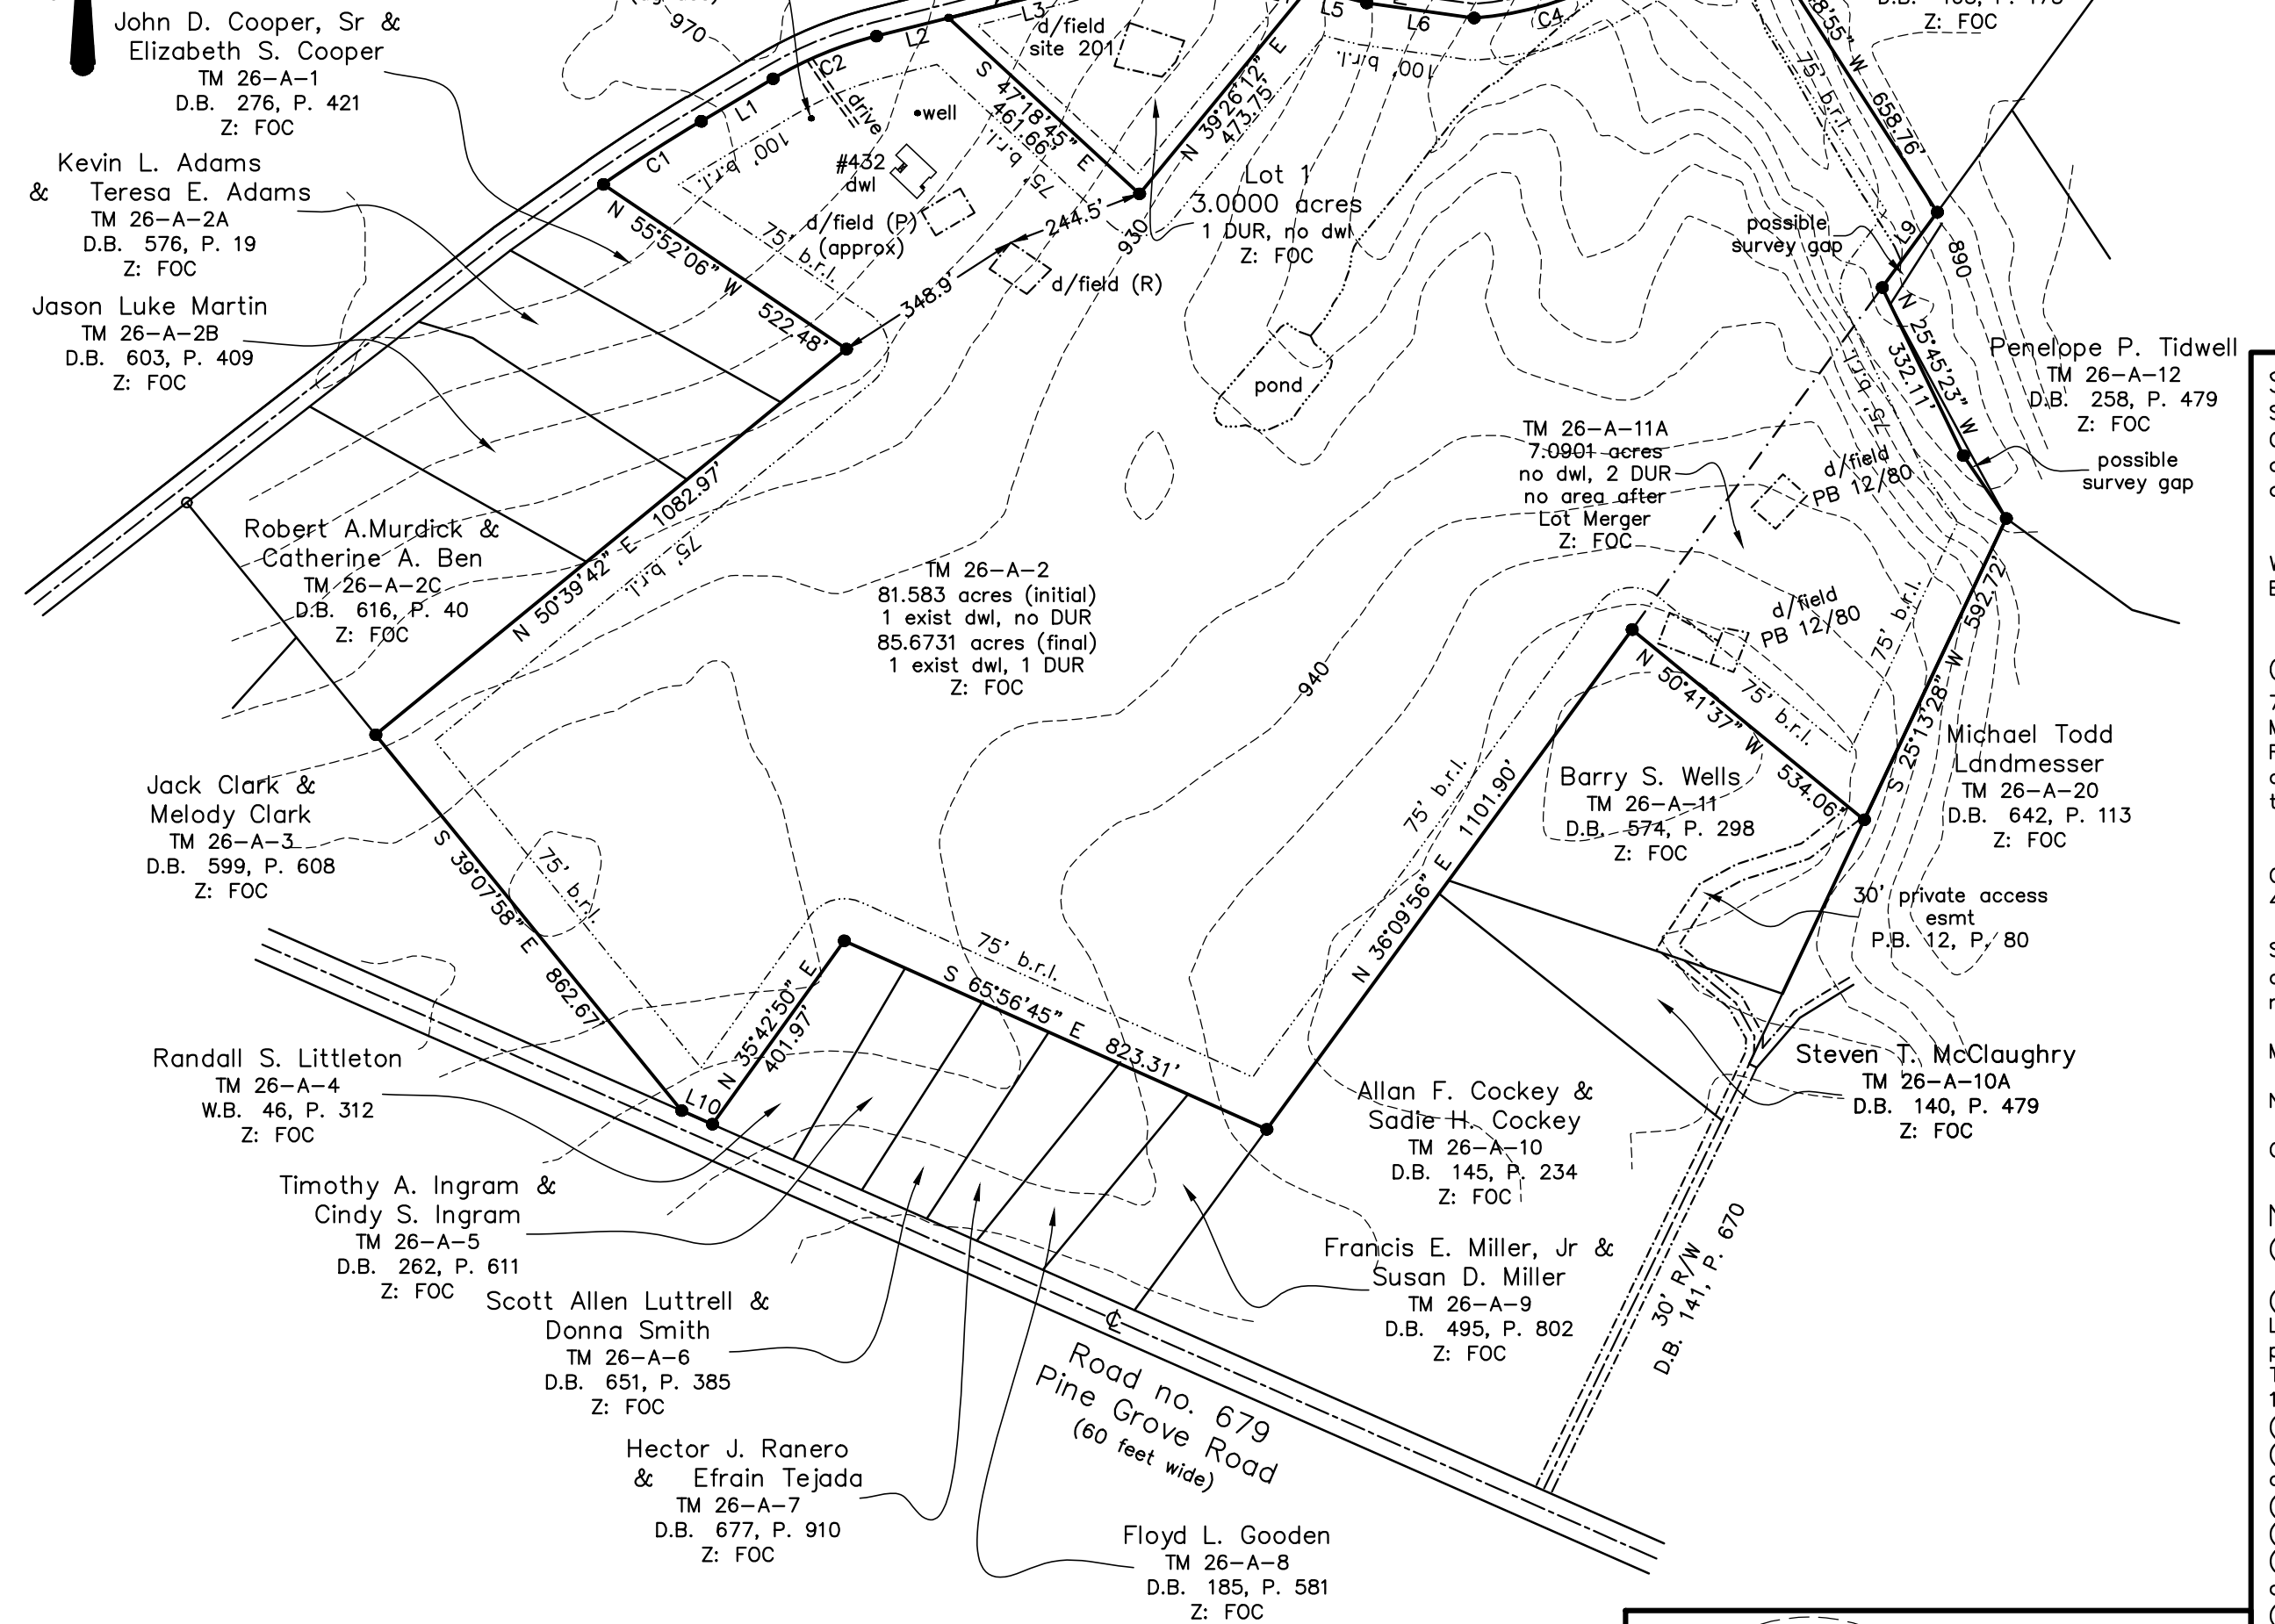 John D. Cooper, Sr &
Elizabeth S. Cooper
TM 26-A-1
D.B. 276, P. 421
Z: FOC
Kevin L. Adams
& Teresa E. Adams
TM 26-A-2A
D.B. 576, P. 19
Z: FOC
Jason Luke Martin
TM 26-A-2B
D.B. 603, P. 409
Z: FOC
970
L2
L3
C2
L1
C1
drive
well
100' b.r.l.
#432
dwl
d/field (P)
(approx)
75' b.r.l.
75' b.r.l.
N 55°52'06" W 522.48'
d/field
site 201
S 47°18'45" E
461.66'
N 39°26'12" E
473.75'
244.5'
348.9'
930
d/field (R)
L5
L6
C4
100' b.r.l.
Lot 1
3.0000 acres
1 DUR, no dwl
Z: FOC
pond
Z: FOC
75' b.r.l.
W 658.76'
possible
survey gap
L9
890
N 25°45'23" W
332.11'
75' b.r.l.
Penelope P. Tidwell
TM 26-A-12
D.B. 258, P. 479
Z: FOC
possible
survey gap
TM 26-A-11A
7.0901 acres
no dwl, 2 DUR
no area after
Lot Merger
Z: FOC
d/field
PB 12/80
d/field
PB 12/80
75' b.r.l.
75' b.r.l.
S 25°13'28" W 592.72'
N 50°41'37" W 534.06'
Robert A.Murdick &
Catherine A. Ben
TM 26-A-2C
D.B. 616, P. 40
Z: FOC
N 50°39'42" E 1082.97'
75' b.r.l.
TM 26-A-2
81.583 acres (initial)
1 exist dwl, no DUR
85.6731 acres (final)
1 exist dwl, 1 DUR
Z: FOC
940
75' b.r.l.
N 36°09'56" E 1101.90'
Barry S. Wells
TM 26-A-11
D.B. 574, P. 298
Z: FOC
Michael Todd
Landmesser
TM 26-A-20
D.B. 642, P. 113
Z: FOC
30' private access
esmt
P.B. 12, P. 80
Jack Clark &
Melody Clark
TM 26-A-3
D.B. 599, P. 608
Z: FOC
S 39°07'58" E 862.67'
75' b.r.l.
L10
N 35°42'50" E
401.97'
75' b.r.l.
S 65°56'45" E 823.31'
Randall S. Littleton
TM 26-A-4
W.B. 46, P. 312
Z: FOC
Timothy A. Ingram &
Cindy S. Ingram
TM 26-A-5
D.B. 262, P. 611
Z: FOC
Scott Allen Luttrell &
Donna Smith
TM 26-A-6
D.B. 651, P. 385
Z: FOC
Hector J. Ranero
& Efrain Tejada
TM 26-A-7
D.B. 677, P. 910
Z: FOC
Floyd L. Gooden
TM 26-A-8
D.B. 185, P. 581
Z: FOC
Road no. 679
Pine Grove Road
(60 feet wide)
Allan F. Cockey &
Sadie H. Cockey
TM 26-A-10
D.B. 145, P. 234
Z: FOC
Francis E. Miller, Jr &
Susan D. Miller
TM 26-A-9
D.B. 495, P. 802
Z: FOC
Steven T. McClaughry
TM 26-A-10A
D.B. 140, P. 479
Z: FOC
30' R/W
D.B. 141, P. 670